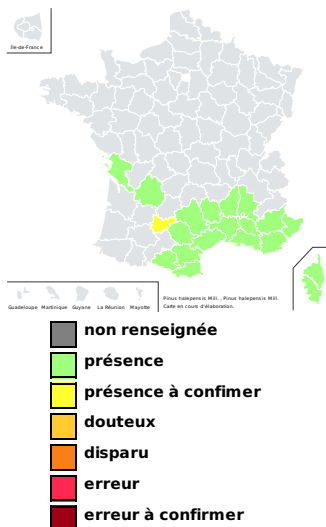 Île-de-France
Guadeloupe Martinique Guyane La Réunion Mayotte
Pinus halepensis Mill. , Pinus halepensis Mill.
Carte en cours d'élaboration.
non renseignée
présence
présence à confimer
douteux
disparu
erreur
erreur à confirmer